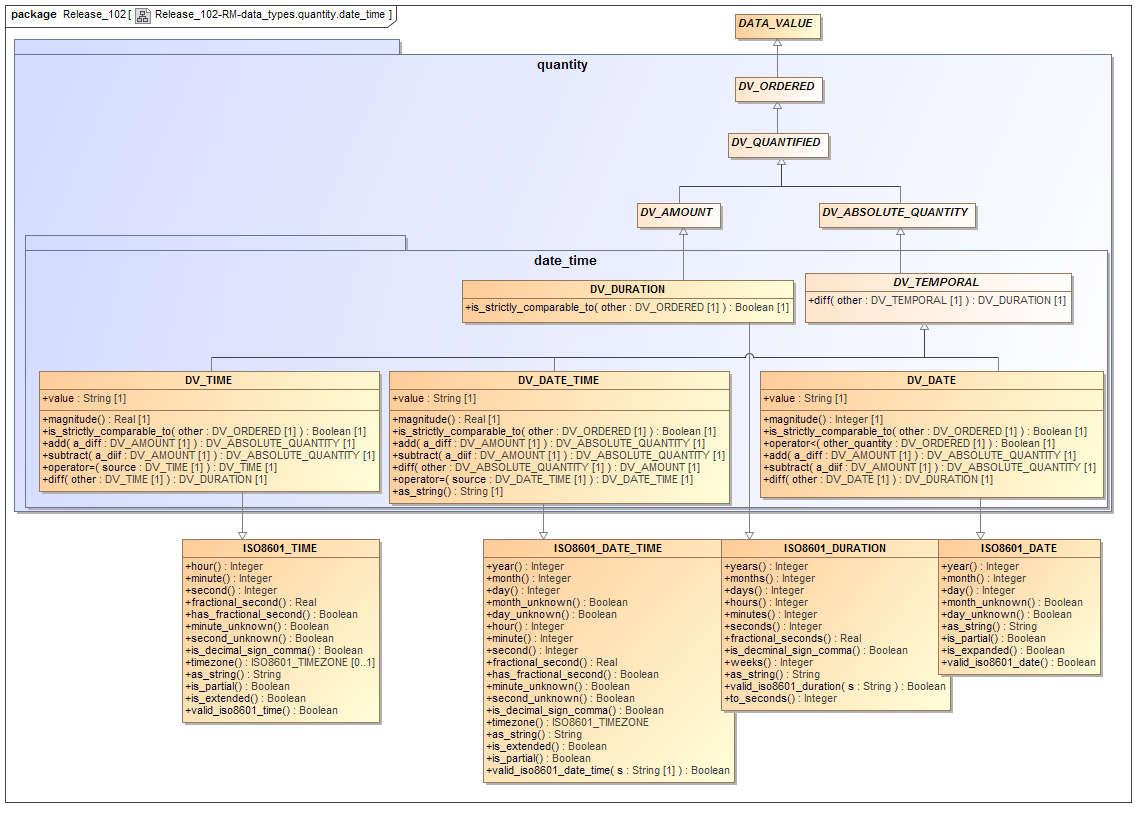 package Release_102 [ Release_102-RM-data_types.quantity.date_time ]
DATA_VALUE
quantity
DV_ORDERED
DV_QUANTIFIED
DV_AMOUNT
DV_ABSOLUTE_QUANTITY
date_time
DV_DURATION
+is_strictly_comparable_to( other : DV_ORDERED [1] ) : Boolean [1]
DV_TEMPORAL
+diff( other : DV_TEMPORAL [1] ) : DV_DURATION [1]
DV_TIME
+value : String [1]
+magnitude() : Real [1]
+is_strictly_comparable_to( other : DV_ORDERED [1] ) : Boolean [1]
+add( a_diff : DV_AMOUNT [1] ) : DV_ABSOLUTE_QUANTITY [1]
+subtract( a_diif : DV_AMOUNT [1] ) : DV_ABSOLUTE_QUANTITY [1]
+operator=( source : DV_TIME [1] ) : DV_TIME [1]
+diff( other : DV_TIME [1] ) : DV_DURATION [1]
DV_DATE_TIME
+value : String [1]
+magnitude() : Real [1]
+is_strictly_comparable_to( other : DV_ORDERED [1] ) : Boolean [1]
+add( a_diff : DV_AMOUNT [1] ) : DV_ABSOLUTE_QUANTITY [1]
+subtract( a_diif : DV_AMOUNT [1] ) : DV_ABSOLUTE_QUANTITY [1]
+diff( other : DV_ABSOLUTE_QUANTITY [1] ) : DV_AMOUNT [1]
+operator=( source : DV_DATE_TIME [1] ) : DV_DATE_TIME [1]
+as_string() : String [1]
DV_DATE
+value : String [1]
+magnitude() : Integer [1]
+is_strictly_comparable_to( other : DV_ORDERED [1] ) : Boolean [1]
+operator<( other_quantity : DV_ORDERED [1] ) : Boolean [1]
+add( a_diff : DV_AMOUNT [1] ) : DV_ABSOLUTE_QUANTITY [1]
+subtract( a_diif : DV_AMOUNT [1] ) : DV_ABSOLUTE_QUANTITY [1]
+diff( other : DV_DATE [1] ) : DV_DURATION [1]
ISO8601_TIME
+hour() : Integer
+minute() : Integer
+second() : Integer
+fractional_second() : Real
+has_fractional_second() : Boolean
+minute_unknown() : Boolean
+second_unknown() : Boolean
+is_decimal_sign_comma() : Boolean
+timezone() : ISO8601_TIMEZONE [0..1]
+as_string() : String
+is_partial() : Boolean
+is_extended() : Boolean
+valid_iso8601_time() : Boolean
ISO8601_DATE_TIME
+year() : Integer
+month() : Integer
+day() : Integer
+month_unknown() : Boolean
+day_unknown() : Boolean
+hour() : Integer
+minute() : Integer
+second() : Integer
+fractional_second() : Real
+has_fractional_second() : Boolean
+minute_unknown() : Boolean
+second_unknown() : Boolean
+is_decimal_sign_comma() : Boolean
+timezone() : ISO8601_TIMEZONE
+as_string() : String
+is_extended() : Boolean
+is_partial() : Boolean
+valid_iso8601_date_time( s : String [1] ) : Boolean
ISO8601_DURATION
+years() : Integer
+months() : Integer
+days() : Integer
+hours() : Integer
+minutes() : Integer
+seconds() : Integer
+fractional_seconds() : Real
+is_decminal_sign_comma() : Boolean
+weeks() : Integer
+as_string() : String
+valid_iso8601_duration( s : String ) : Boolean
+to_seconds() : Integer
ISO8601_DATE
+year() : Integer
+month() : Integer
+day() : Integer
+month_unknown() : Boolean
+day_unknown() : Boolean
+as_string() : String
+is_partial() : Boolean
+is_expanded() : Boolean
+valid_iso8601_date() : Boolean